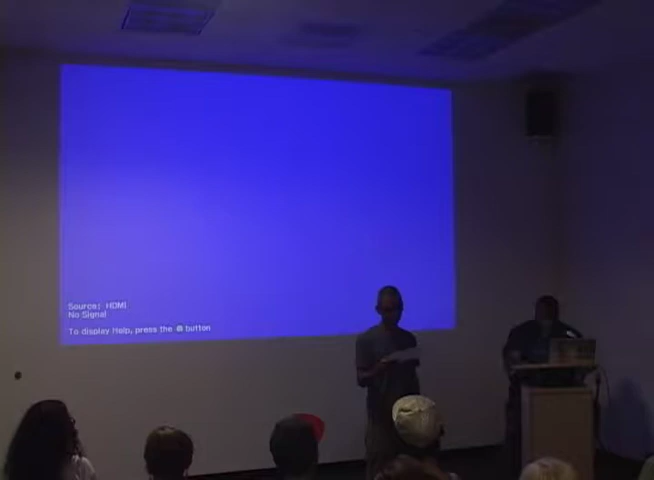 Source: HDMI
No Signal
To display Help, press the button